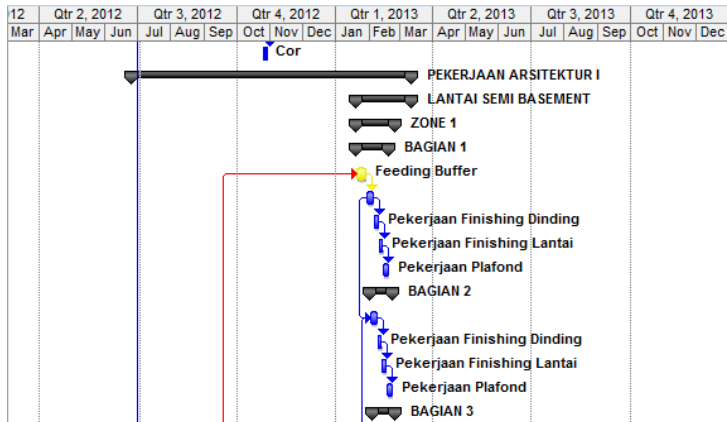 '12 Qtr 2, 2012 Qtr 3, 2012 Qtr 4, 2012 Qtr 1, 2013 Qtr 2, 2013 Qtr 3, 2013 Qtr 4, 2013
Mar Apr May Jun Jul Aug Sep Oct Nov Dec Jan Feb Mar Apr May Jun Jul Aug Sep Oct Nov Dec
Cor
PEKERJAAN ARSITEKTUR I
LANTAI SEMI BASEMENT
ZONE 1
BAGIAN 1
Feeding Buffer
Pekerjaan Finishing Dinding
Pekerjaan Finishing Lantai
Pekerjaan Plafond
BAGIAN 2
Pekerjaan Finishing Dinding
Pekerjaan Finishing Lantai
Pekerjaan Plafond
BAGIAN 3